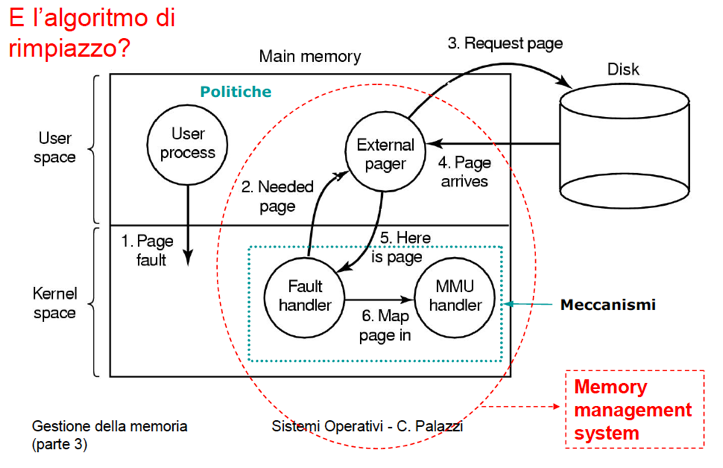 E l’algoritmo di
rimpiazzo?
Main memory
3. Request page
Disk
Politiche
User
space
User
process
External
pager
2. Needed
page
4. Page
arrives
1. Page
fault
5. Here
is page
Kernel
space
Fault
handler
MMU
handler
6. Map
page in
Meccanismi
Memory
management
system
Gestione della memoria
(parte 3)
Sistemi Operativi - C. Palazzi